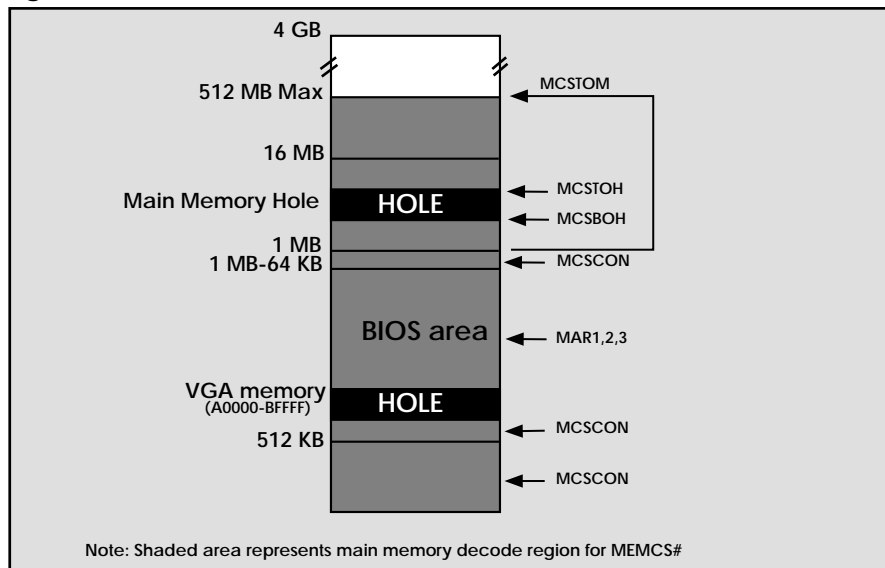 4 GB
512 MB Max
MCSTOM
16 MB
MCSTOH
Main Memory Hole
HOLE
MCSBOH
1 MB
1 MB-64 KB
MCSCON
BIOS area
MAR1,2,3
VGA memory
(A0000-BFFFF)
HOLE
MCSCON
512 KB
MCSCON
Note: Shaded area represents main memory decode region for MEMCS#